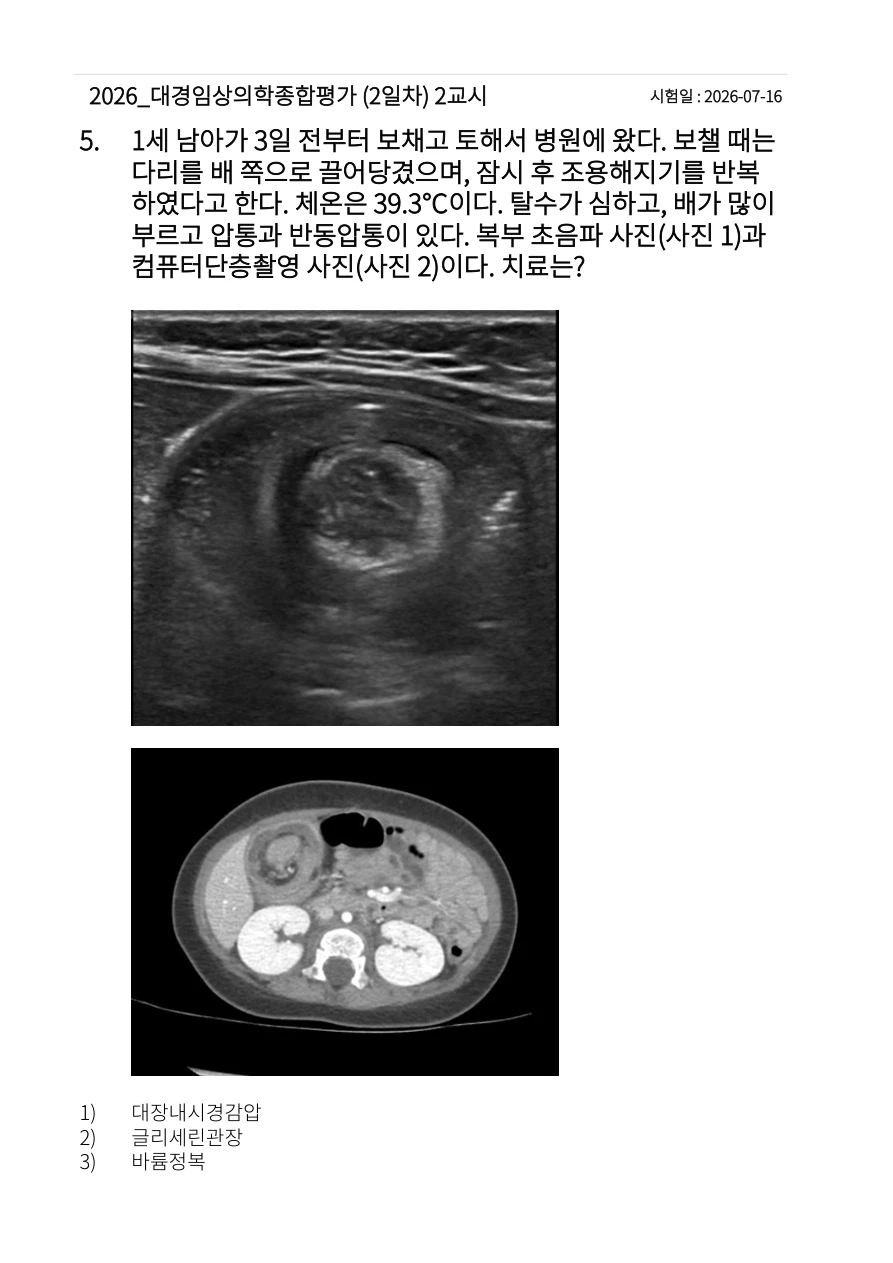 2026_대경임상의학종합평가 (2일차) 2교시
시험일 : 2026-07-16
5. 1세 남아가 3일 전부터 보채고 토해서 병원에 왔다. 보챌 때는
다리를 배 쪽으로 끌어당겼으며, 잠시 후 조용해지기를 반복
하였다고 한다. 체온은 39.3℃이다. 탈수가 심하고, 배가 많이
부르고 압통과 반동압통이 있다. 복부 초음파 사진(사진 1)과
컴퓨터단층촬영 사진(사진 2)이다. 치료는?
1) 대장내시경감압
2) 글리세린관장
3) 바륨정복